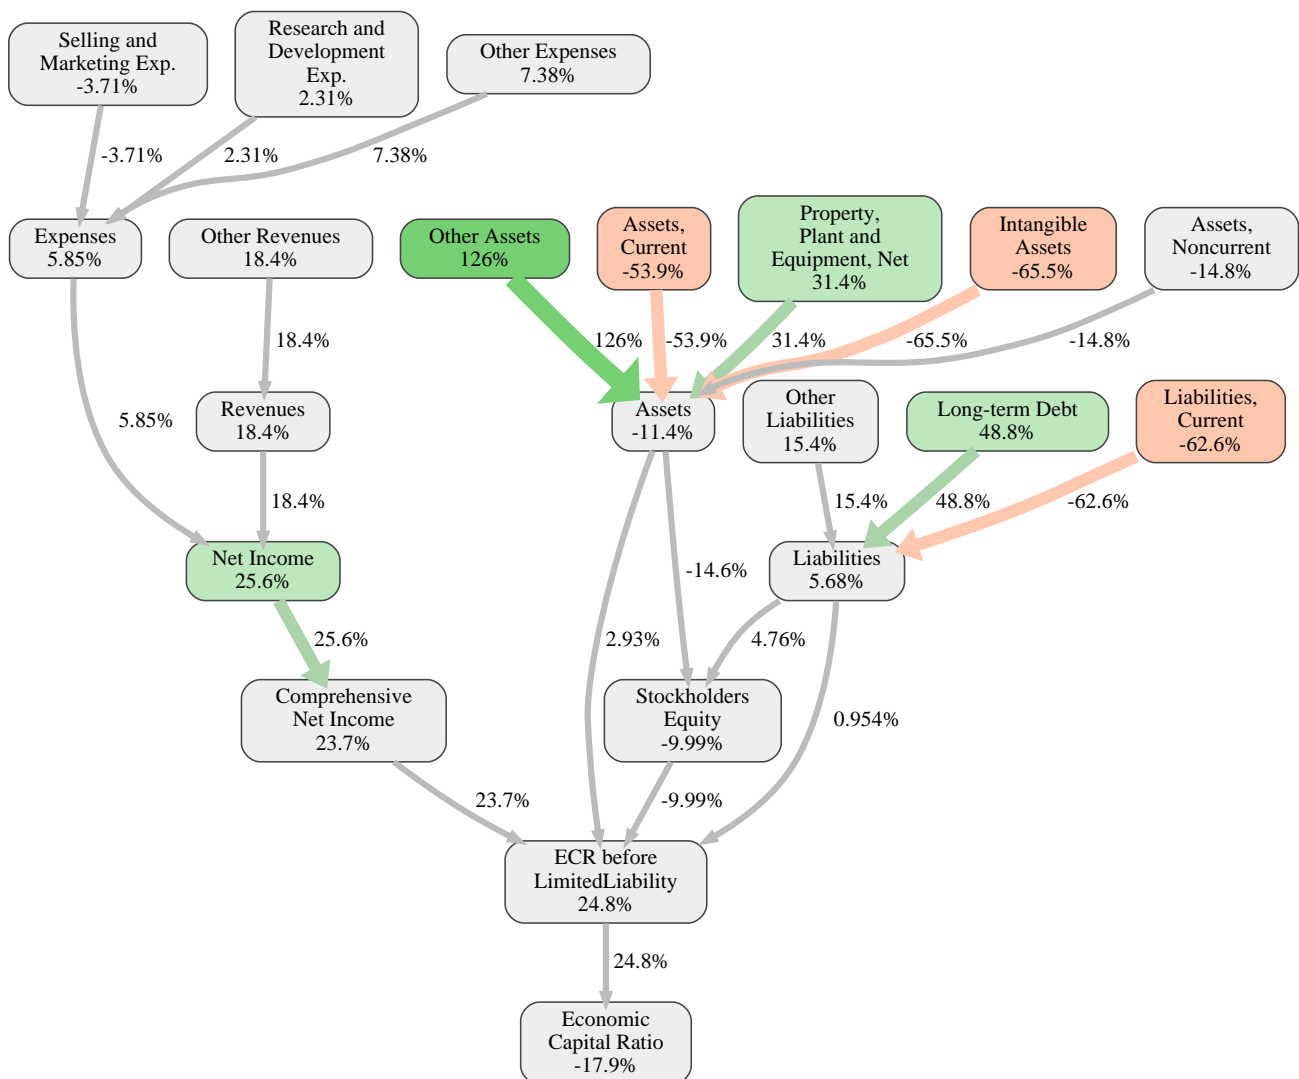 Selling and
Marketing Exp.
-3.71%
Research and
Development
Exp.
2.31%
Other Expenses
7.38%
-3.71%
2.31%
7.38%
Expenses
5.85%
Other Revenues
18.4%
Other Assets
126%
Assets,
Current
-53.9%
Property,
Plant and
Equipment, Net
31.4%
Intangible
Assets
-65.5%
Assets,
Noncurrent
-14.8%
18.4%
126%
-53.9%
31.4%
-65.5%
-14.8%
5.85%
Revenues
18.4%
Assets
-11.4%
Other
Liabilities
15.4%
Long-term Debt
48.8%
Liabilities,
Current
-62.6%
18.4%
15.4%
48.8%
-62.6%
Net Income
25.6%
-14.6%
Liabilities
5.68%
25.6%
2.93%
4.76%
Comprehensive
Net Income
23.7%
Stockholders
Equity
-9.99%
0.954%
23.7%
-9.99%
ECR before
LimitedLiability
24.8%
24.8%
Economic
Capital Ratio
-17.9%